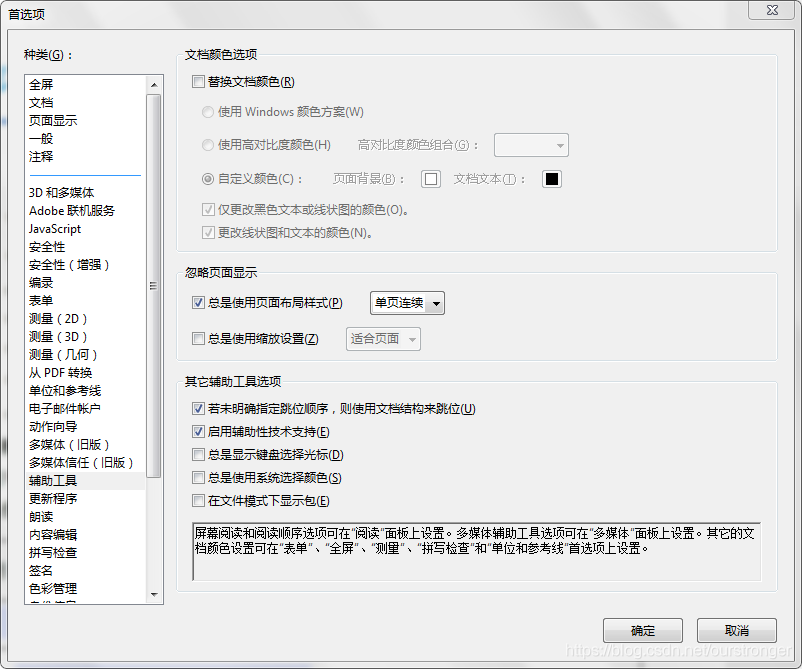 首选项
种类(G)：
全屏
文档
页面显示
一般
注释
3D 和多媒体
Adobe 联机服务
JavaScript
安全性
安全性（增强）
编录
表单
测量（2D）
测量（3D）
测量（几何）
从 PDF 转换
单位和参考线
电子邮件帐户
动作向导
多媒体（旧版）
多媒体信任（旧版）
辅助工具
更新程序
朗读
内容编辑
拼写检查
签名
色彩管理
文档颜色选项
替换文档颜色(R)
使用 Windows 颜色方案(W)
使用高对比度颜色(H) 高对比度颜色组合(G)：
自定义颜色(C)： 页面背景(B)： 文档文本(T)：
仅更改黑色文本或线状图的颜色(O)。
更改线状图和文本的颜色(N)。
忽略页面显示
总是使用页面布局样式(P) 单页连续
总是使用缩放设置(Z) 适合页面
其它辅助工具选项
若未明确指定跳位顺序，则使用文档结构来跳位(U)
启用辅助性技术支持(E)
总是显示键盘选择光标(D)
总是使用系统选择颜色(S)
在文件模式下显示包(E)
屏幕阅读和阅读顺序选项可在“阅读”面板上设置。多媒体辅助工具选项可在“多媒体”面板上设置。其它的文
档颜色设置可在“表单”、“全屏”、“测量”、“拼写检查”和“单位和参考线”首选项上设置。
确定 取消
https://blog.csdn.net/ourstronger